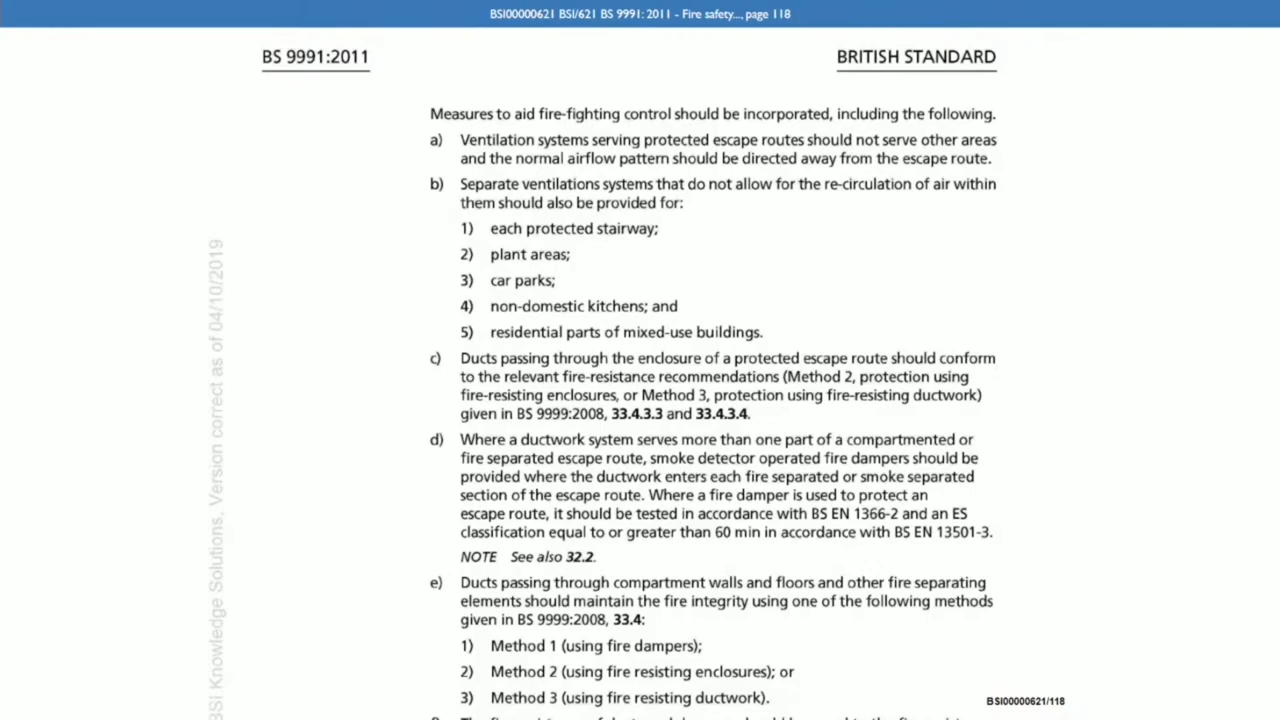 BSI00000621 BSI/621 BS 9991: 2011 - Fire safety..., page 118
BS 9991:2011
BRITISH STANDARD
Measures to aid fire-fighting control should be incorporated, including the following.
a) Ventilation systems serving protected escape routes should not serve other areas
and the normal airflow pattern should be directed away from the escape route.
b) Separate ventilations systems that do not allow for the re-circulation of air within
them should also be provided for:
1) each protected stairway;
2) plant areas;
3) car parks;
4) non-domestic kitchens; and
5) residential parts of mixed-use buildings.
c) Ducts passing through the enclosure of a protected escape route should conform
to the relevant fire-resistance recommendations (Method 2, protection using
fire-resisting enclosures, or Method 3, protection using fire-resisting ductwork)
given in BS 9999:2008, 33.4.3.3 and 33.4.3.4.
d) Where a ductwork system serves more than one part of a compartmented or
fire separated escape route, smoke detector operated fire dampers should be
provided where the ductwork enters each fire separated or smoke separated
section of the escape route. Where a fire damper is used to protect an
escape route, it should be tested in accordance with BS EN 1366-2 and an ES
classification equal to or greater than 60 min in accordance with BS EN 13501-3.
NOTE See also 32.2.
e) Ducts passing through compartment walls and floors and other fire separating
elements should maintain the fire integrity using one of the following methods
given in BS 9999:2008, 33.4:
1) Method 1 (using fire dampers);
2) Method 2 (using fire resisting enclosures); or
3) Method 3 (using fire resisting ductwork).
BSI00000621/118
BSI Knowledge Solutions, Version correct as of 04/10/2019